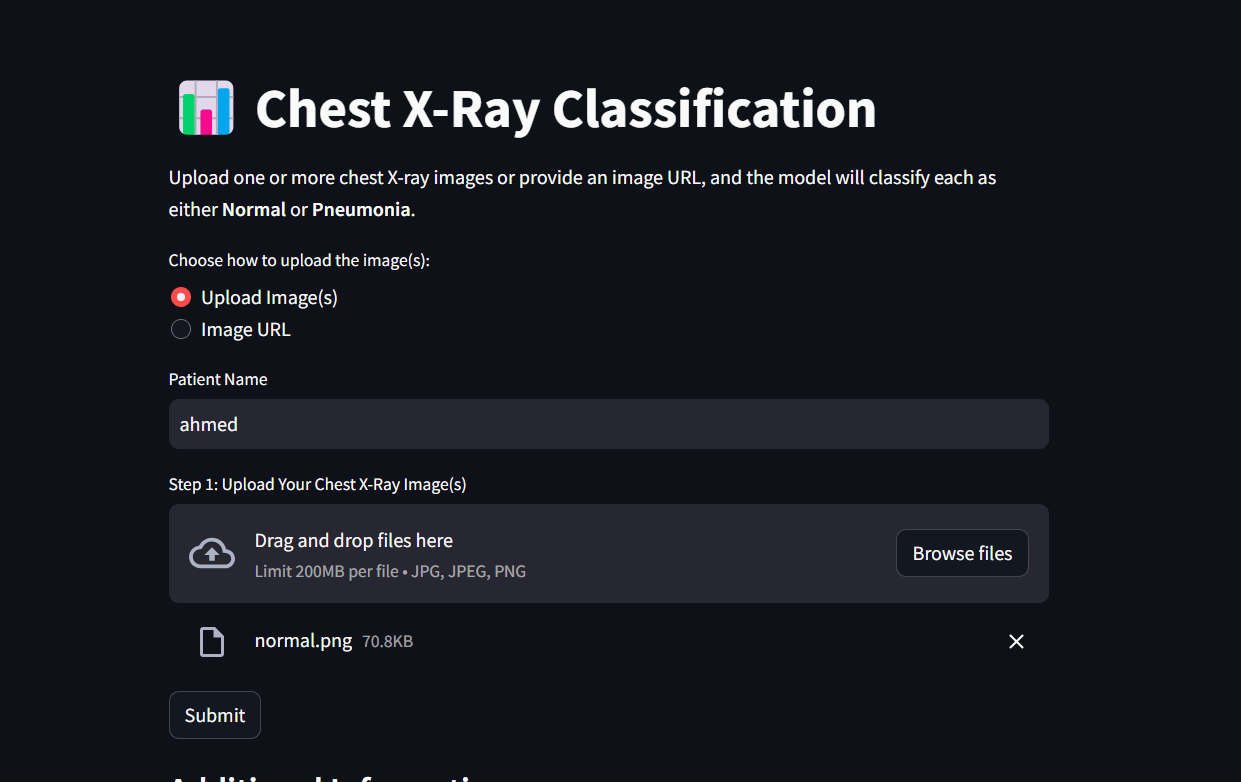 Chest X-Ray Classification
Upload one or more chest X-ray images or provide an image URL, and the model will classify each as
either Normal or Pneumonia.
Choose how to upload the image(s):
Upload Image(s)
Image URL
Patient Name
ahmed
Step 1: Upload Your Chest X-Ray Image(s)
Drag and drop files here
Limit 200MB per file • JPG, JPEG, PNG
Browse files
normal.png 70.8KB
Submit